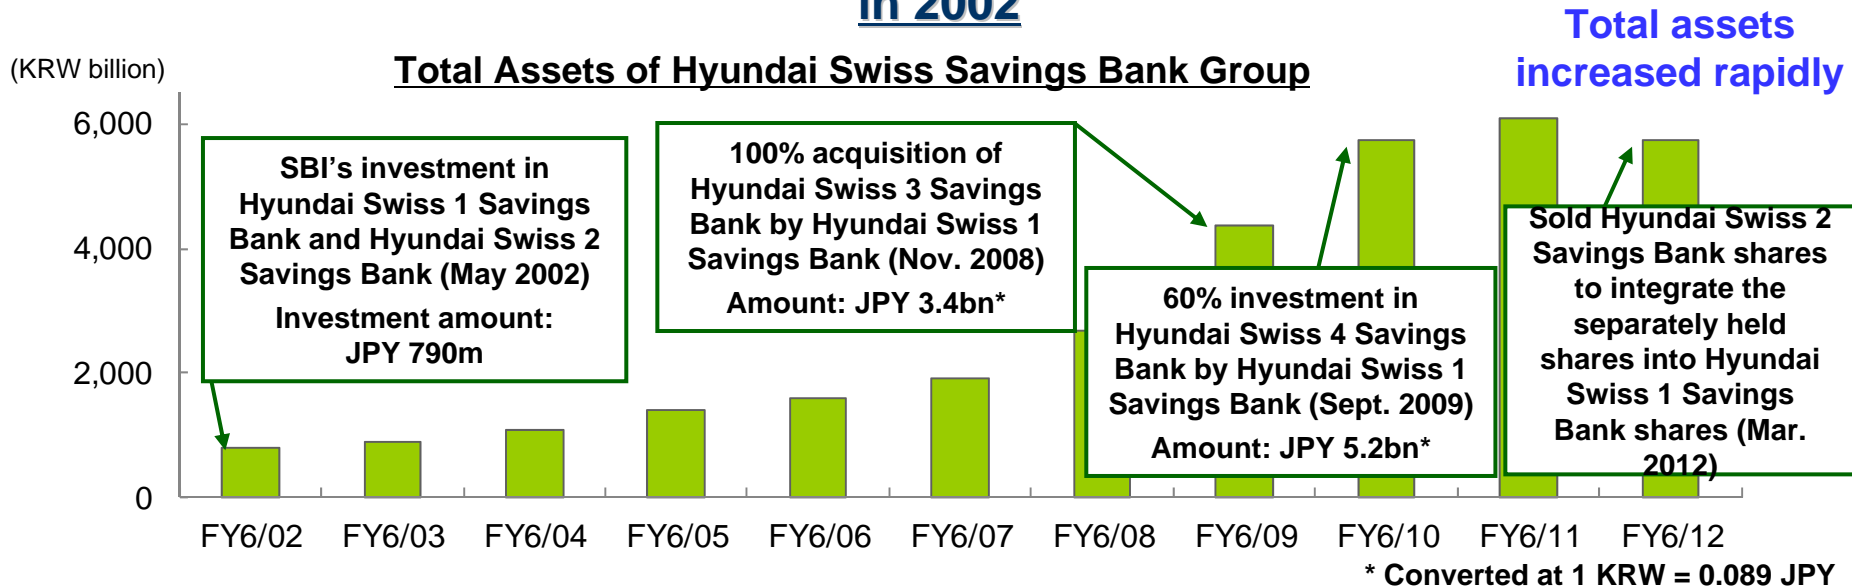 in 2002
Total assets
increased rapidly
(KRW billion)
Total Assets of Hyundai Swiss Savings Bank Group
6,000
4,000
2,000
0
SBI’s investment in
Hyundai Swiss 1 Savings
Bank and Hyundai Swiss 2
Savings Bank (May 2002)
Investment amount:
JPY 790m
100% acquisition of
Hyundai Swiss 3 Savings
Bank by Hyundai Swiss 1
Savings Bank (Nov. 2008)
Amount: JPY 3.4bn*
60% investment in
Hyundai Swiss 4 Savings
Bank by Hyundai Swiss 1
Savings Bank (Sept. 2009)
Amount: JPY 5.2bn*
Sold Hyundai Swiss 2
Savings Bank shares
to integrate the
separately held
shares into Hyundai
Swiss 1 Savings
Bank shares (Mar.
2012)
FY6/02 FY6/03 FY6/04 FY6/05 FY6/06 FY6/07 FY6/08 FY6/09 FY6/10 FY6/11 FY6/12
* Converted at 1 KRW = 0.089 JPY